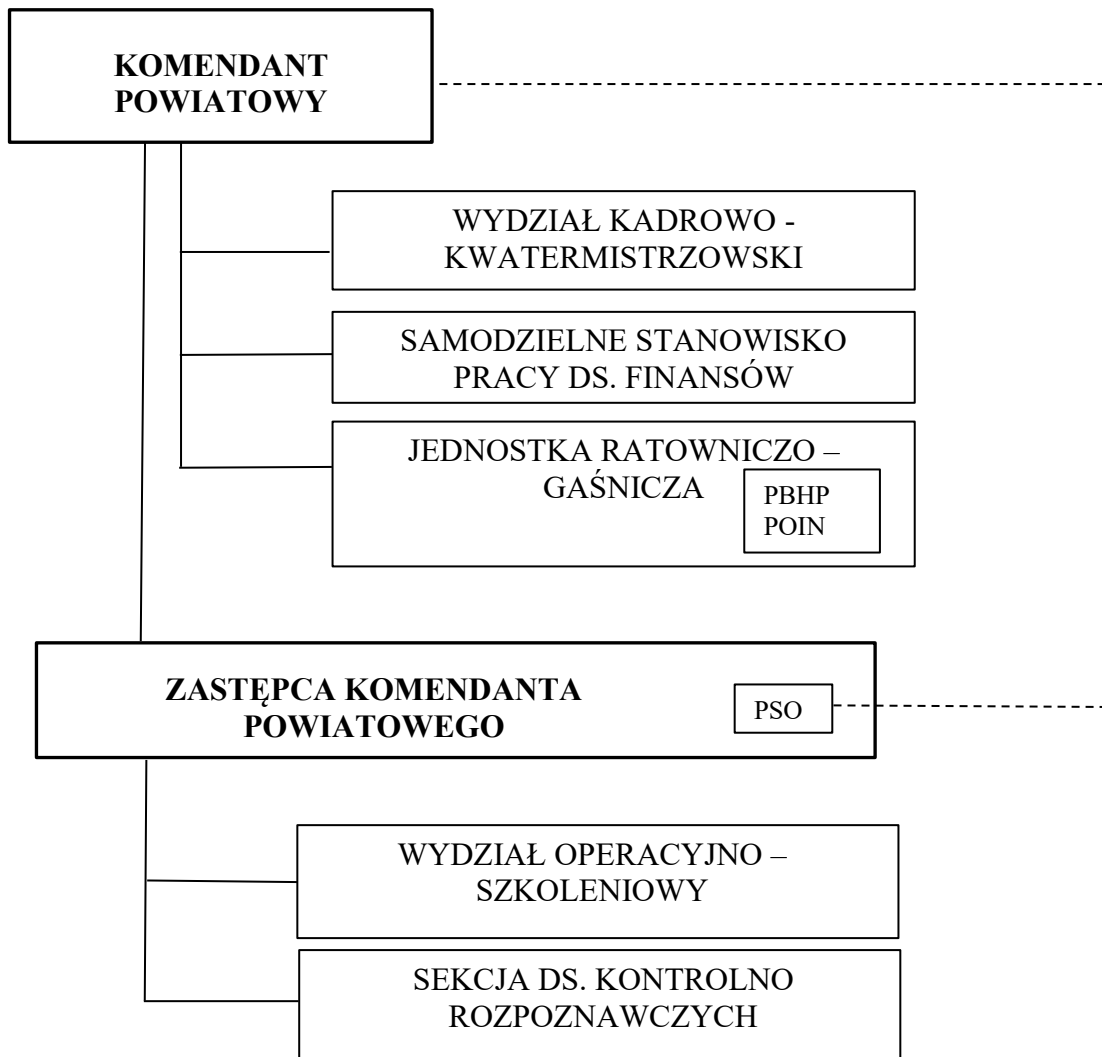 KOMENDANT
POWIATOWY
WYDZIAŁ KADROWO -
KWATERMISTRZOWSKI
SAMODZIELNE STANOWISKO
PRACY DS. FINANSÓW
JEDNOSTKA RATOWNICZO –
GAŚNICZA
PBHP
POIN
ZASTĘPCA KOMENDANTA
POWIATOWEGO
PSO
WYDZIAŁ OPERACYJNO –
SZKOLENIOWY
SEKCJA DS. KONTROLNO
ROZPOZNAWCZYCH